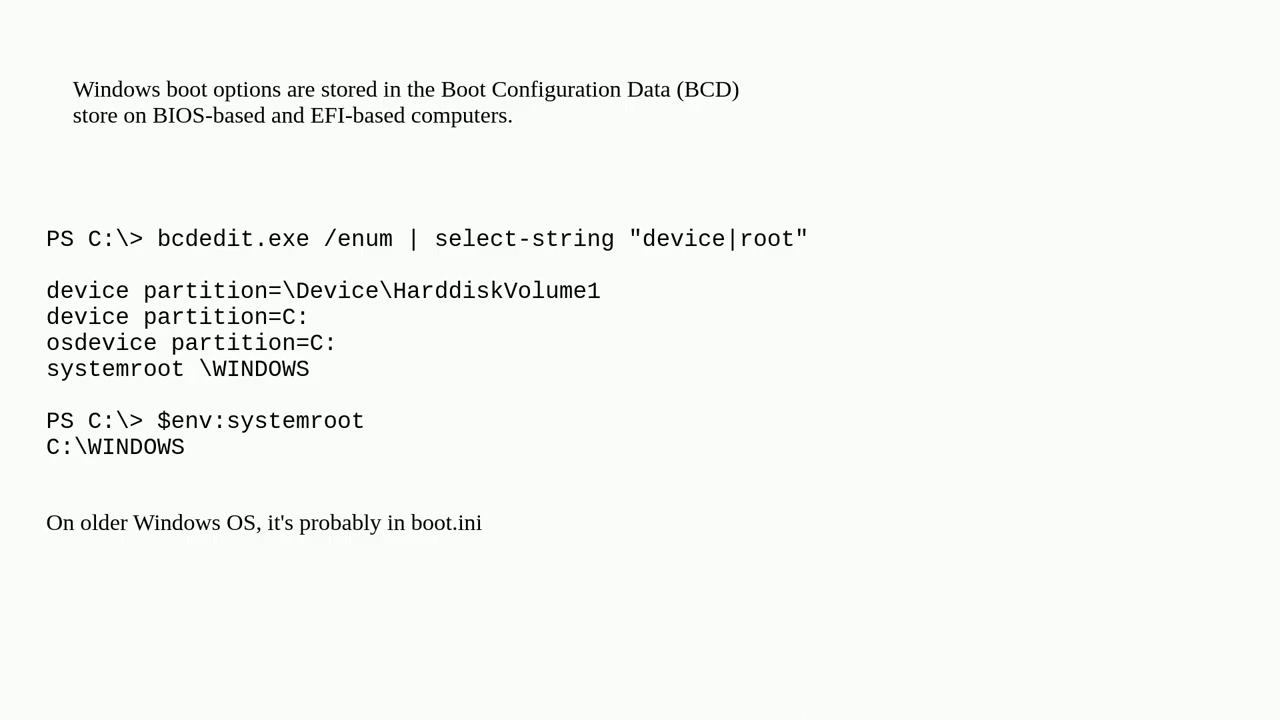 Windows boot options are stored in the Boot Configuration Data (BCD)
store on BIOS-based and EFI-based computers.
PS C:\> bcdedit.exe /enum | select-string "device|root"
device partition=\Device\HarddiskVolume1
device partition=C:
osdevice partition=C:
systemroot \WINDOWS
PS C:\> $env:systemroot
C:\WINDOWS
On older Windows OS, it's probably in boot.ini